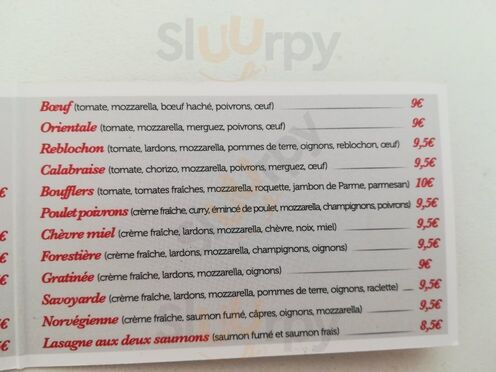 Sluurpy
Bœuf (tomate, mozzarella, bœuf haché, poivrons, œuf) 9€
Orientale (tomate, mozzarella, merguez, poivrons, œuf) 9€
Reblochon (tomate, lardons, mozzarella, pommes de terre, oignons, reblochon, œuf) 9,5€
Calabraise (tomate, chorizo, mozzarella, poivrons, merguez, œuf) 9,5€
Boufflers (tomate, tomates fraîches, mozzarella, roquette, jambon de Parme, parmesan) 10€
Poulet poivrons (crème fraîche, curry, émincé de poulet, mozzarella, champignons, poivrons) 9,5€
Chèvre miel (crème fraîche, lardons, mozzarella, chèvre, noix, miel) 9,5€
Forestière (crème fraîche, lardons, mozzarella, champignons, oignons) 9,5€
Gratinée (crème fraîche, lardons, mozzarella, oignons) 9€
Savoyarde (crème fraîche, lardons, mozzarella, pommes de terre, oignons, raclette) 9,5€
Norvégienne (crème fraîche, saumon fumé, câpres, oignons, mozzarella) 9,5€
Lasagne aux deux saumons (saumon fumé et saumon frais) 8,5€